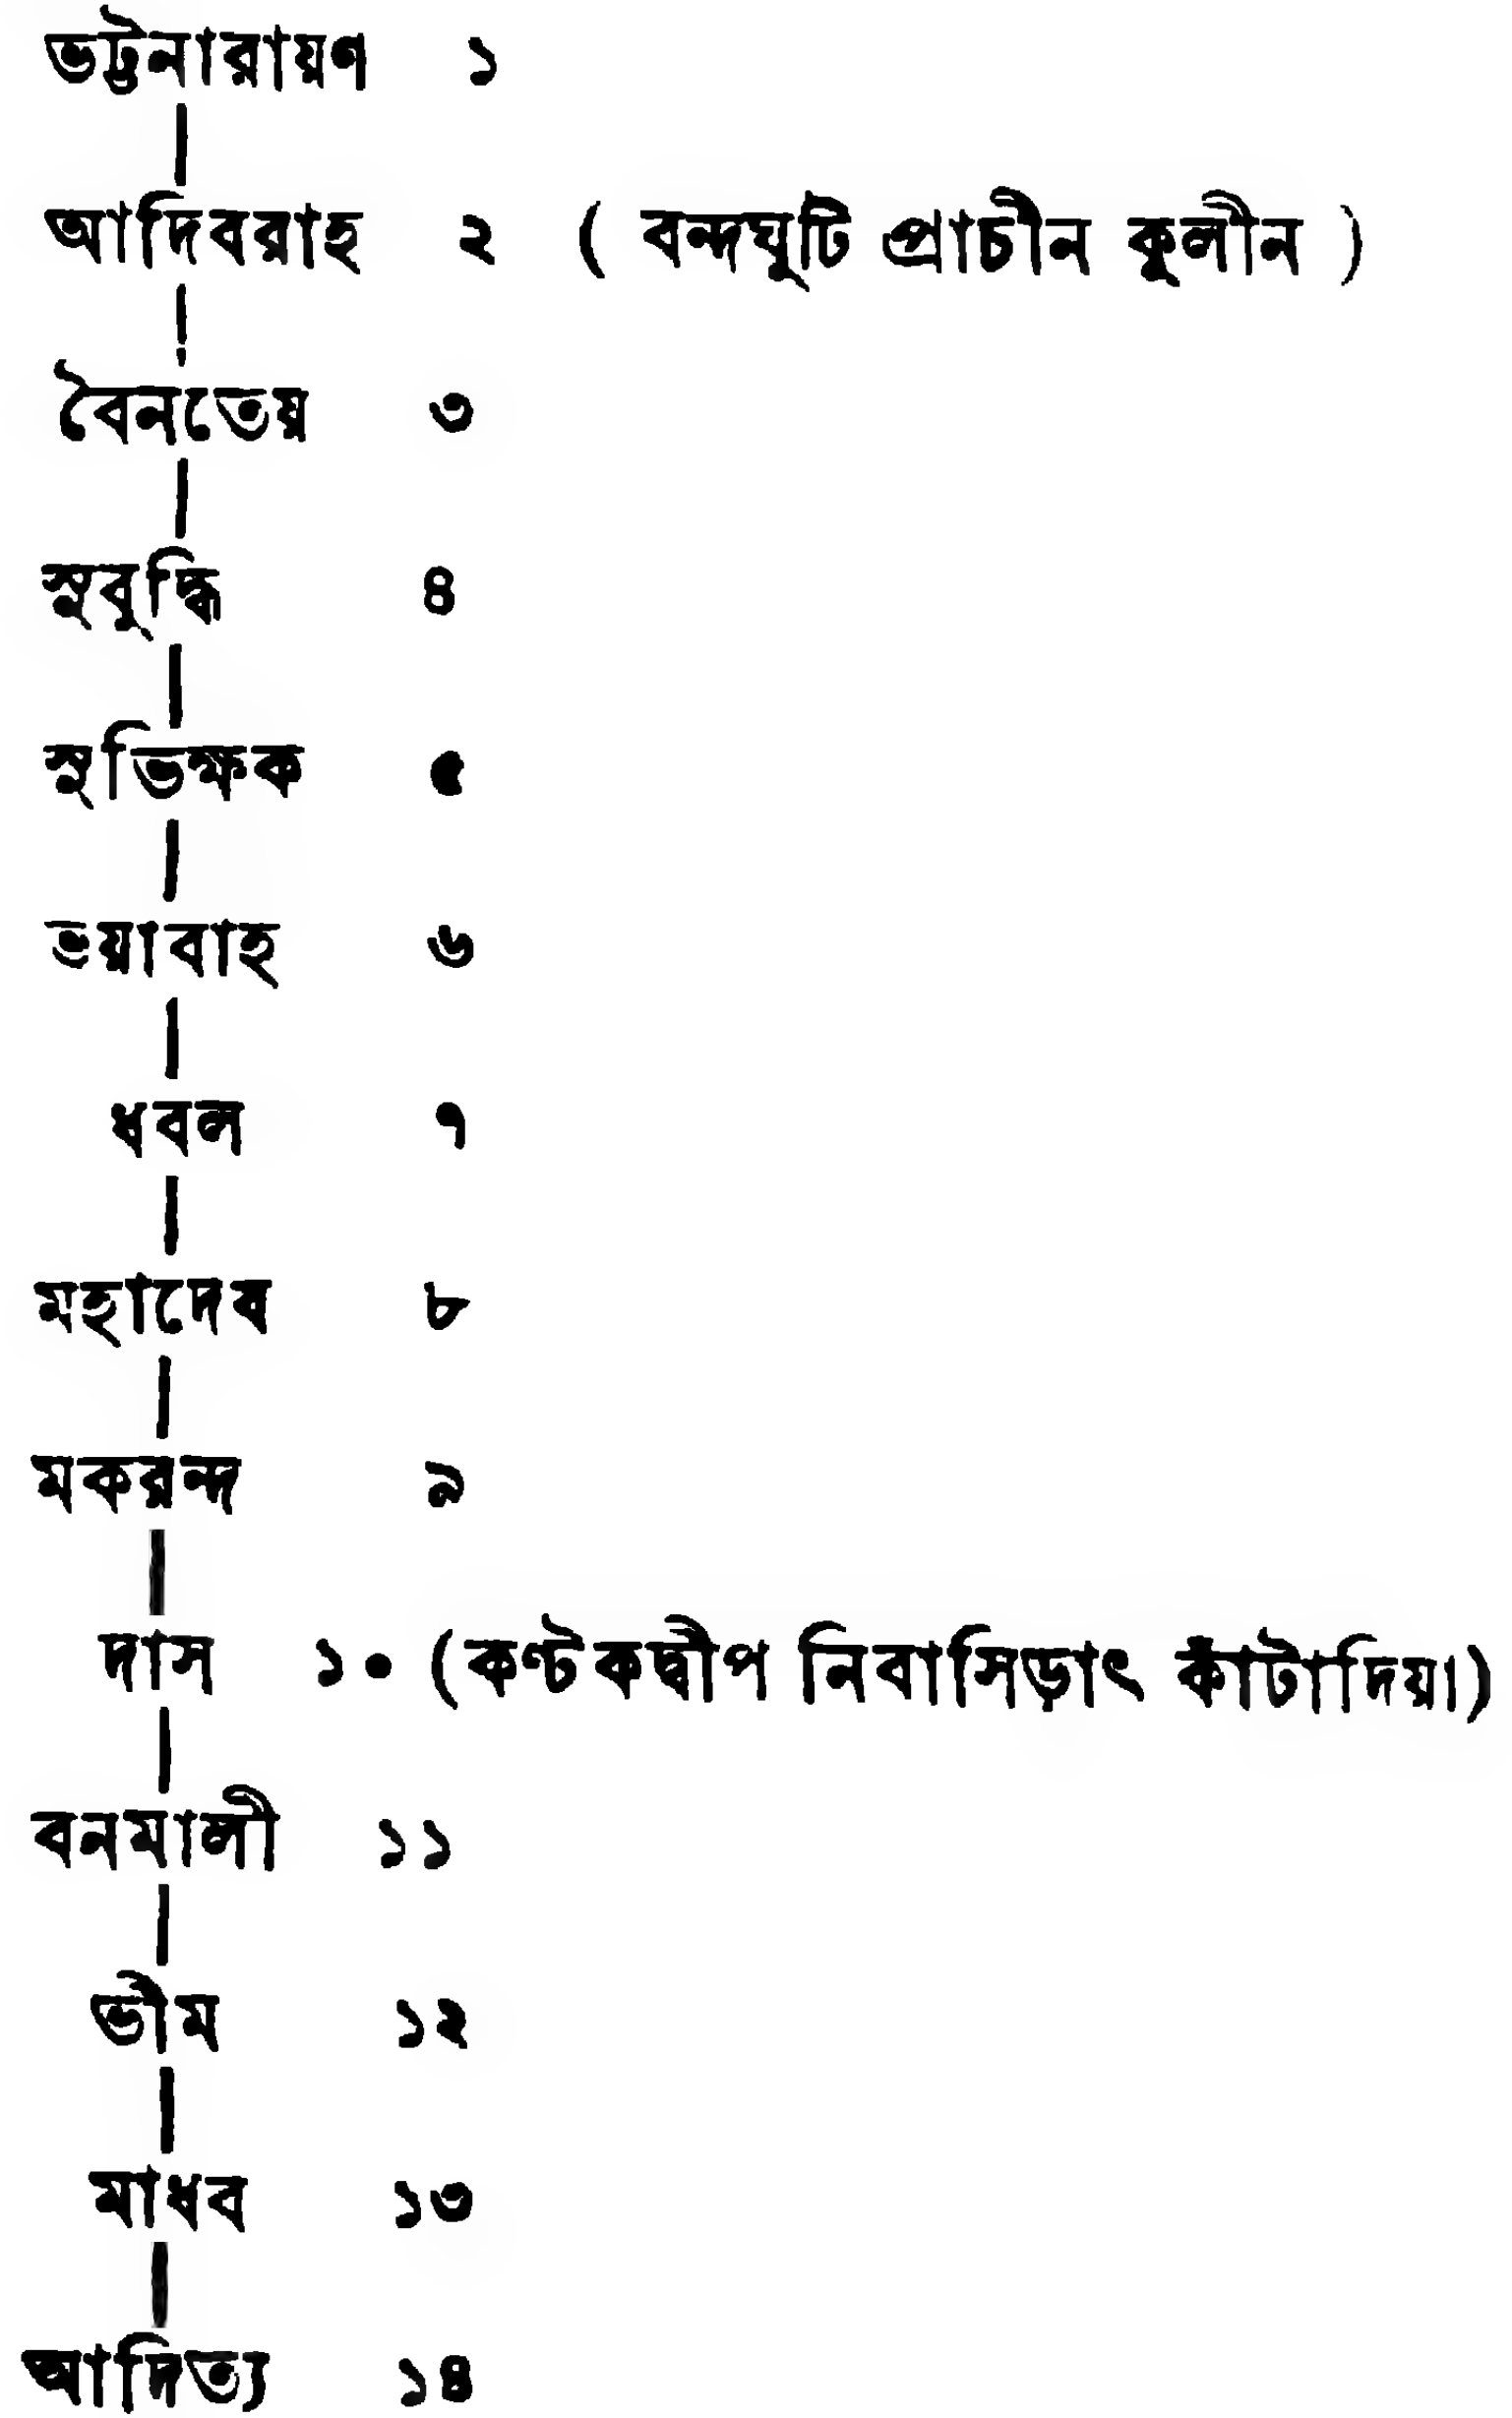 ভট্টনারায়ণ ১
আদিবরাহ ২ ( বন্দঘুটি প্রাচীন কুলীন )
বৈনতেয় ৩
সুবুদ্ধি ৪
সুভিক্ষক ৫
ভয়াবাহ ৬
ধবল ৭
মহাদেব ৮
মকরন্দ ৯
দাস ১০ (কণ্টকদ্বীপ নিবাসিড়াৎ কাঁটাদিয়া)
বনমালী ১১
ভীম ১২
মাধব ১৩
আদিত্য ১৪